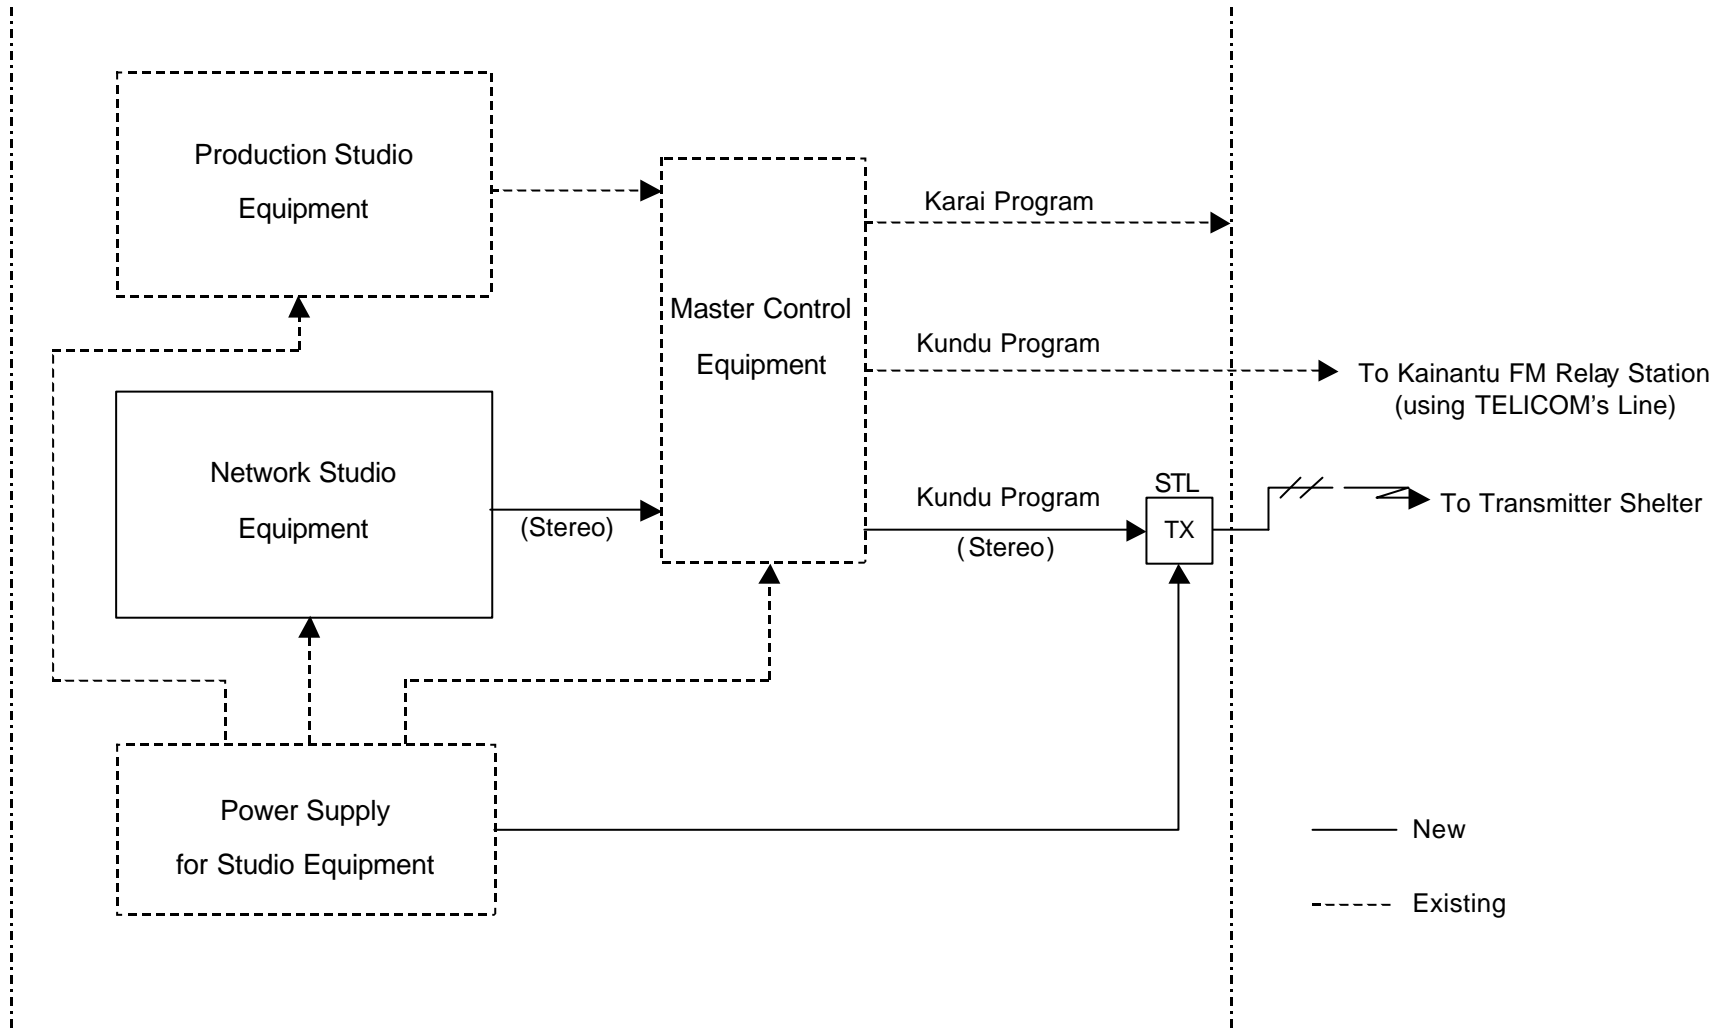 Production Studio
Equipment
Karai Program
Master Control
Equipment
Kundu Program
To Kainantu FM Relay Station
(using TELICOM's Line)
Network Studio
Equipment
(Stereo)
Kundu Program
(Stereo)
STL
TX
To Transmitter Shelter
Power Supply
for Studio Equipment
New
Existing